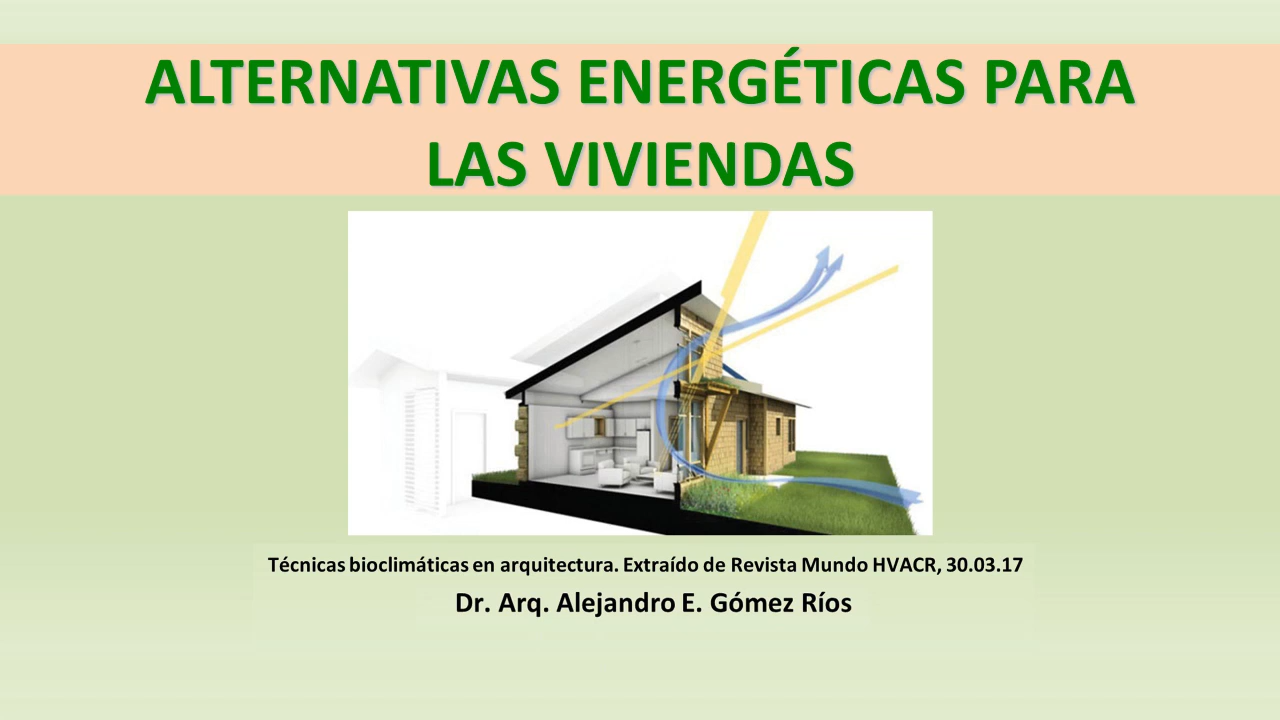 ALTERNATIVAS ENERGÉTICAS PARA
LAS VIVIENDAS
Técnicas bioclimáticas en arquitectura. Extraído de Revista Mundo HVACR, 30.03.17
Dr. Arq. Alejandro E. Gómez Ríos